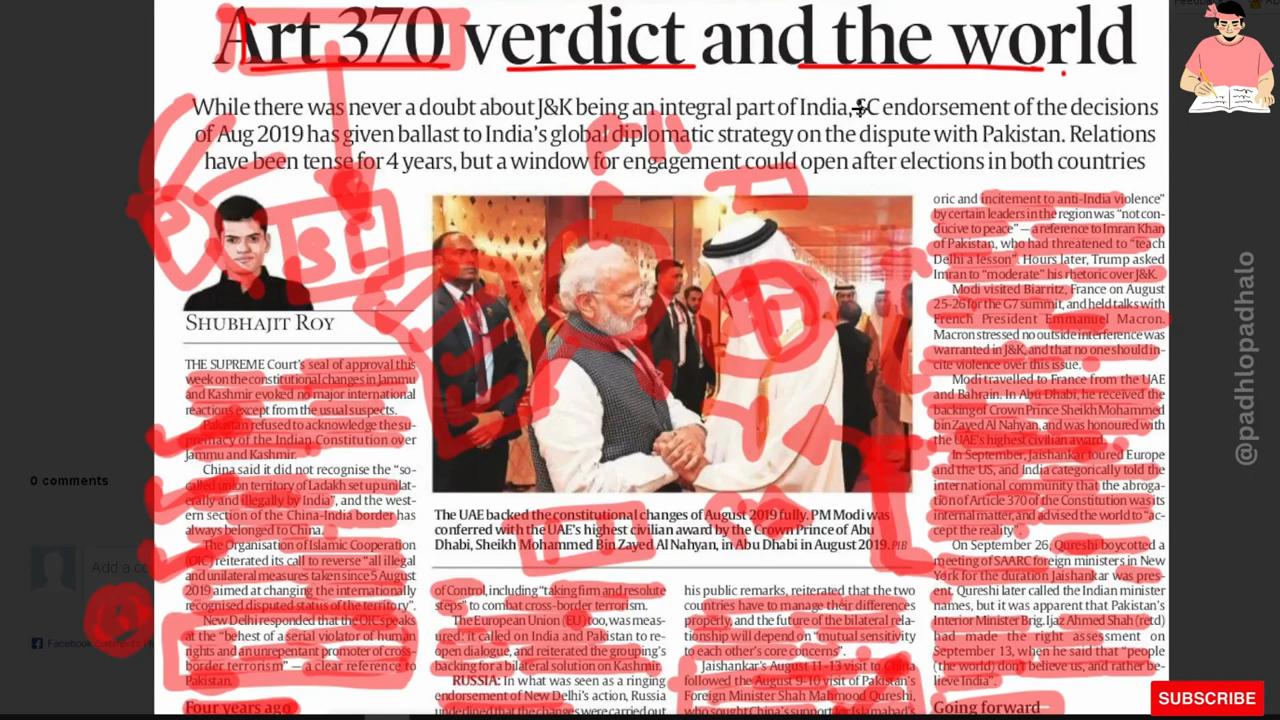 Art 370 verdict and the world
While there was never a doubt about J&K being an integral part of India, SC endorsement of the decisions
of Aug 2019 has given ballast to India's global diplomatic strategy on the dispute with Pakistan. Relations
have been tense for 4 years, but a window for engagement could open after elections in both countries
SHUBHAJIT ROY
THE SUPREME Court's seal of approval this
week on the constitutional changes in Jammu
and Kashmir evoked no major international
reactions except from the usual suspects.
Pakistan refused to acknowledge the su-
premacy of the Indian Constitution over
Jammu and Kashmir.
China said it did not recognise the "so-
called union territory of Ladakh set up unilat-
erally and illegally by India", and the west-
ern section of the China-India border has
always belonged to China.
The Organisation of Islamic Cooperation
(OIC) reiterated its call to reverse "all illegal
and unilateral measures taken since 5 August
2019 aimed at changing the internationally
recognised disputed status of the territory".
New Delhi responded that the OIC speaks
at the "behest of a serial violator of human
rights and an unrepentant promoter of cross-
border terrorism" — a clear reference to
Pakistan.
Four years ago
The UAE backed the constitutional changes of August 2019 fully. PM Modi was
conferred with the UAE's highest civilian award by the Crown Prince of Abu
Dhabi, Sheikh Mohammed Bin Zayed Al Nahyan, in Abu Dhabi in August 2019. PIB
of Control, including "taking firm and resolute
steps" to combat cross-border terrorism.
The European Union (EU) too, was meas-
ured: it called on India and Pakistan to re-
open dialogue, and reiterated the grouping's
backing for a bilateral solution on Kashmir.
RUSSIA: In what was seen as a ringing
endorsement of New Delhi's action, Russia
underlined that the changes were carried out
his public remarks, reiterated that the two
countries have to manage their differences
properly, and the future of the bilateral rela-
tionship will depend on "mutual sensitivity
to each other's core concerns".
Jaishankar's August 11-13 visit to China
followed the August 9-10 visit of Pakistan's
Foreign Minister Shah Mahmood Qureshi,
who sought China's support for Islamabad's
oric and incitement to anti-India violence"
by certain leaders in the region was "not con-
ducive to peace" — a reference to Imran Khan
of Pakistan, who had threatened to "teach
Delhi a lesson". Hours later, Trump asked
Imran to "moderate" his rhetoric over J&K.
Modi visited Biarritz, France on August
25-26 for the G7 summit, and held talks with
French President Emmanuel Macron.
Macron stressed no outside interference was
warranted in J&K, and that no one should in-
cite violence over this issue.
Modi travelled to France from the UAE
and Bahrain. In Abu Dhabi, he received the
backing of Crown Prince Sheikh Mohammed
bin Zayed Al Nahyan, and was honoured with
the UAE's highest civilian award.
In September, Jaishankar toured Europe
and the US, and India categorically told the
international community that the abroga-
tion of Article 370 of the Constitution was its
internal matter, and advised the world to "ac-
cept the reality".
On September 26, Qureshi boycotted a
meeting of SAARC foreign ministers in New
York for the duration Jaishankar was pres-
ent. Qureshi later called the Indian minister
names, but it was apparent that Pakistan's
Interior Minister Brig. Ijaz Ahmed Shah (retd)
had made the right assessment on
September 13, when he said that "people
(the world) don't believe us, and rather be-
lieve India".
Going forward
0 comments
Add a co
@padhlopadhalo
SUBSCRIBE